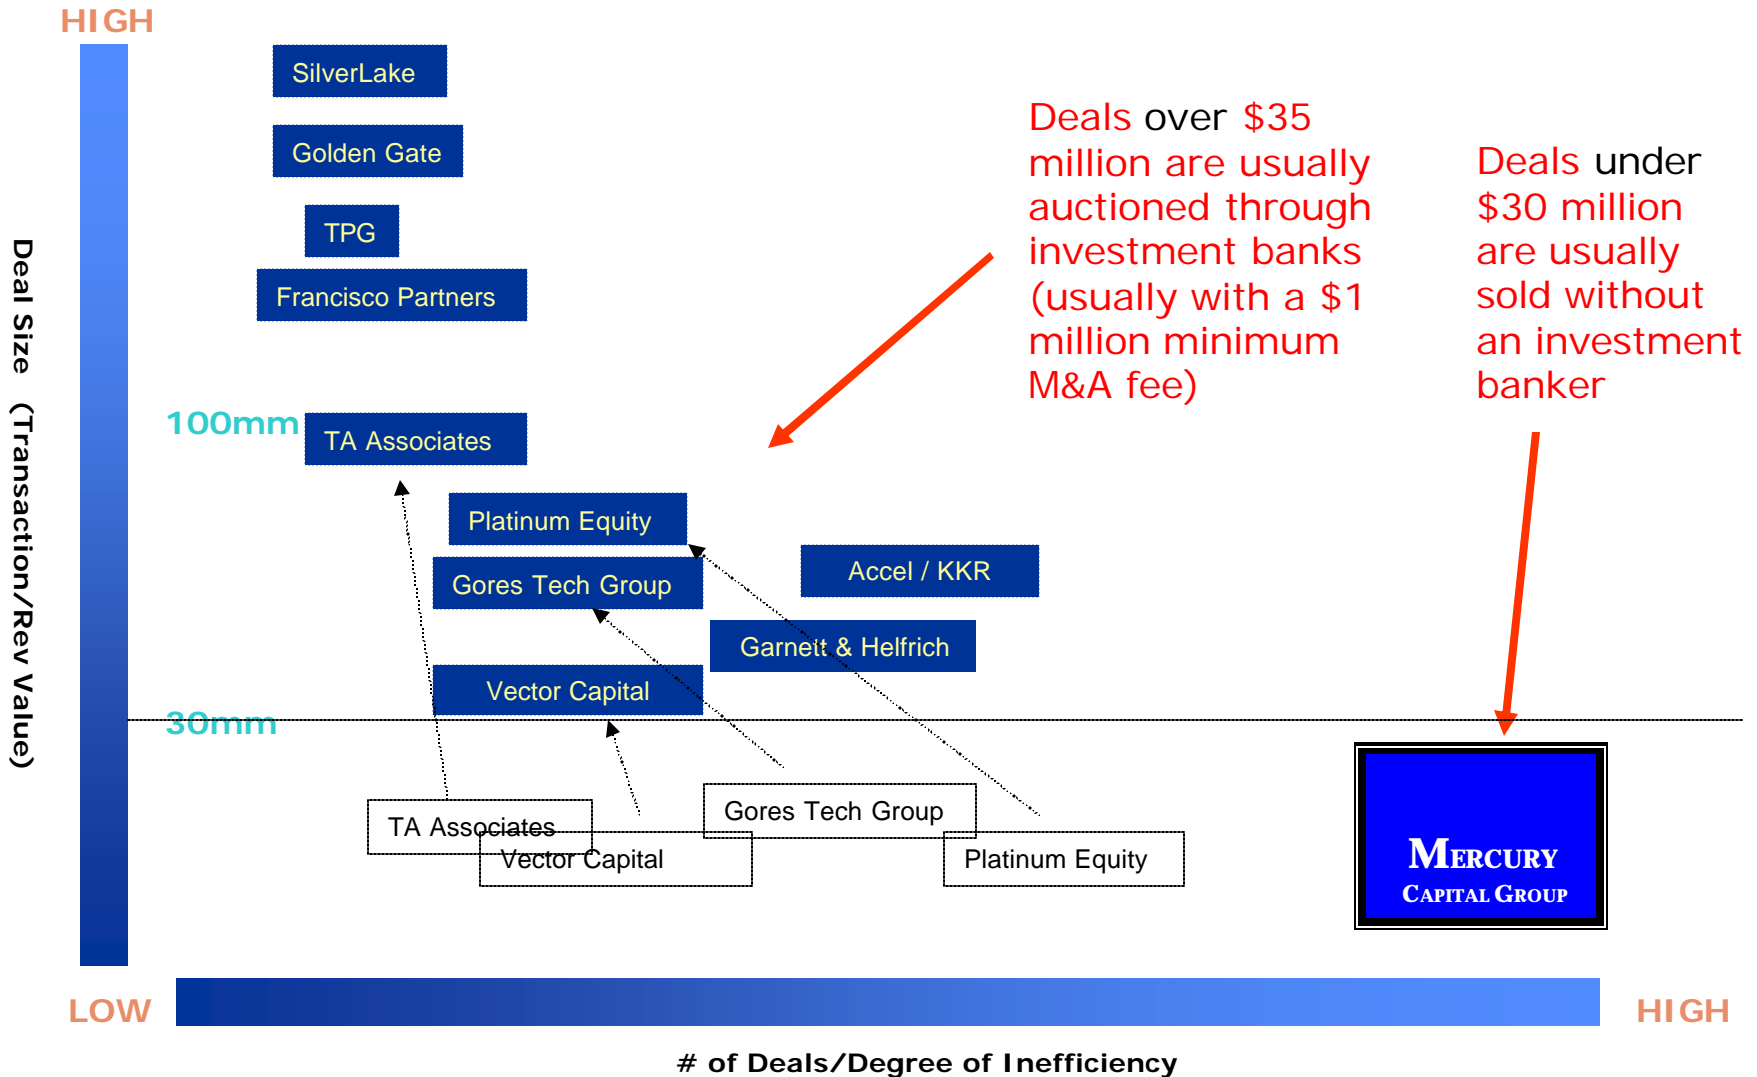 HIGH
SilverLake
Golden Gate
TPG
Francisco Partners
Deals over $35
million are usually
auctioned through
investment banks
(usually with a $1
million minimum
M&A fee)
Deals under
$30 million
are usually
sold without
an investment
banker
Deal Size (Transaction/Rev Value)
100mm
TA Associates
Platinum Equity
Gores Tech Group
Accel / KKR
Garnett & Helfrich
Vector Capital
30mm
TA Associates
Vector Capital
Gores Tech Group
Platinum Equity
MERCURY
CAPITAL GROUP
LOW
HIGH
# of Deals/Degree of Inefficiency